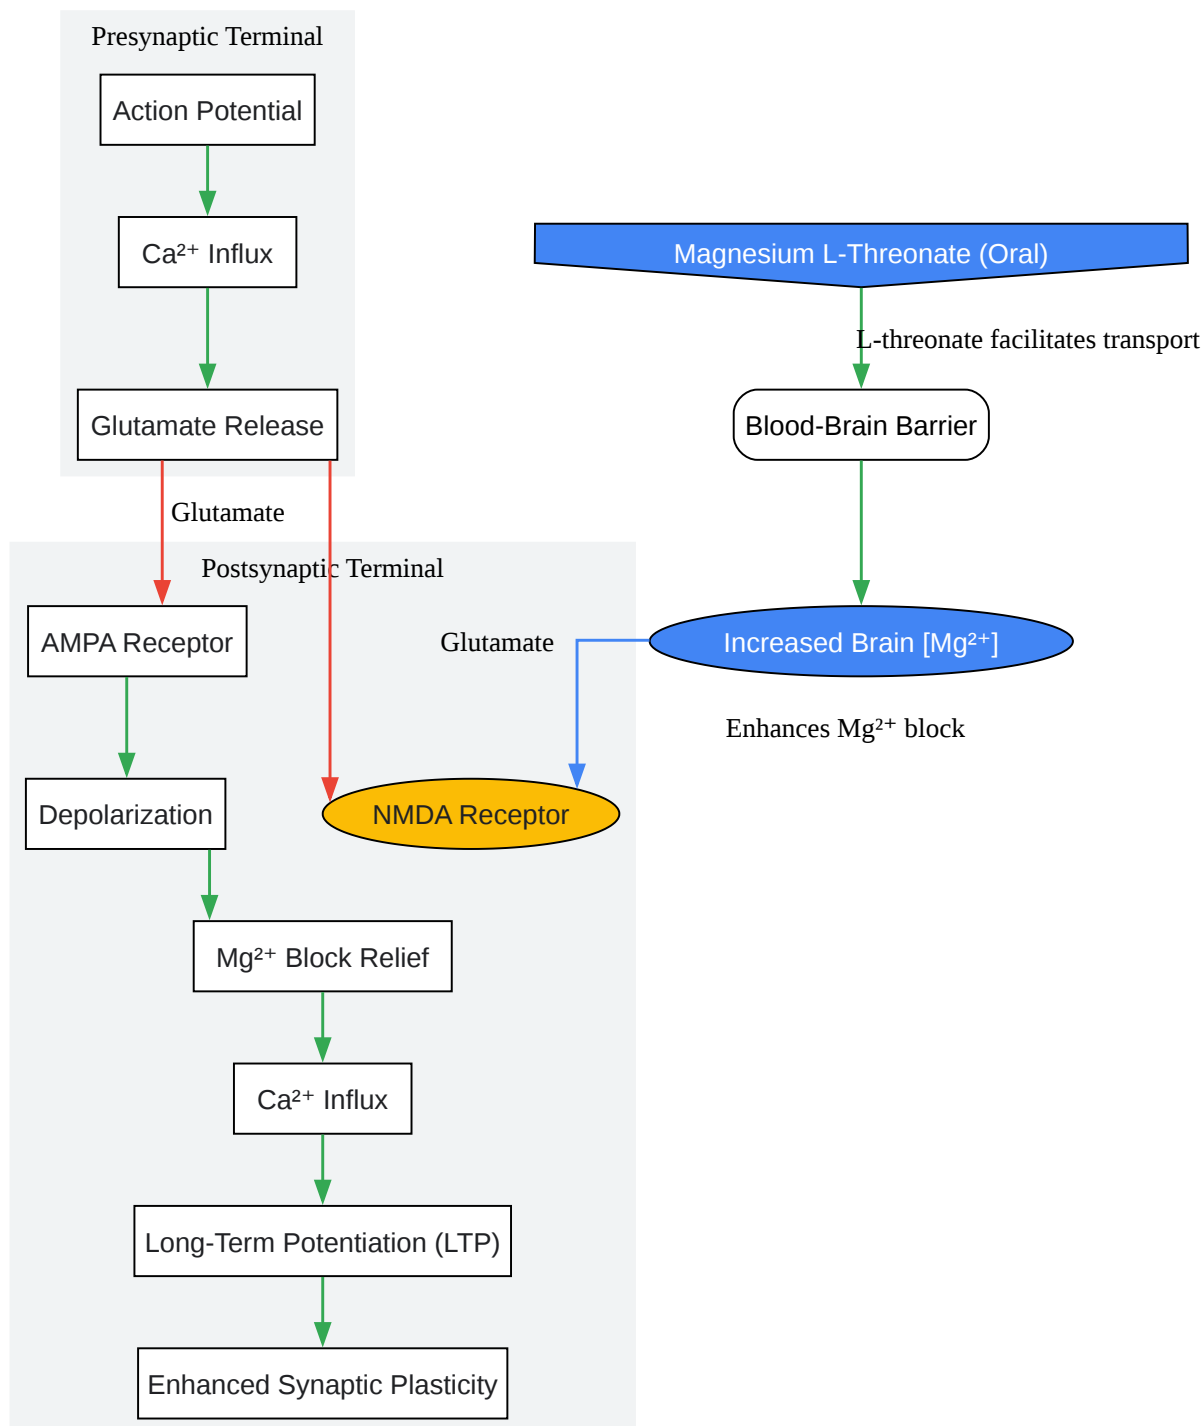 Presynaptic Terminal
Action Potential
Ca²⁺ Influx
Magnesium L-Threonate (Oral)
L-threonate facilitates transport
Glutamate Release
Blood-Brain Barrier
Glutamate
Postsynaptic Terminal
AMPA Receptor
Glutamate
Increased Brain [Mg²⁺]
Enhances Mg²⁺ block
Depolarization
NMDA Receptor
Mg²⁺ Block Relief
Ca²⁺ Influx
Long-Term Potentiation (LTP)
Enhanced Synaptic Plasticity